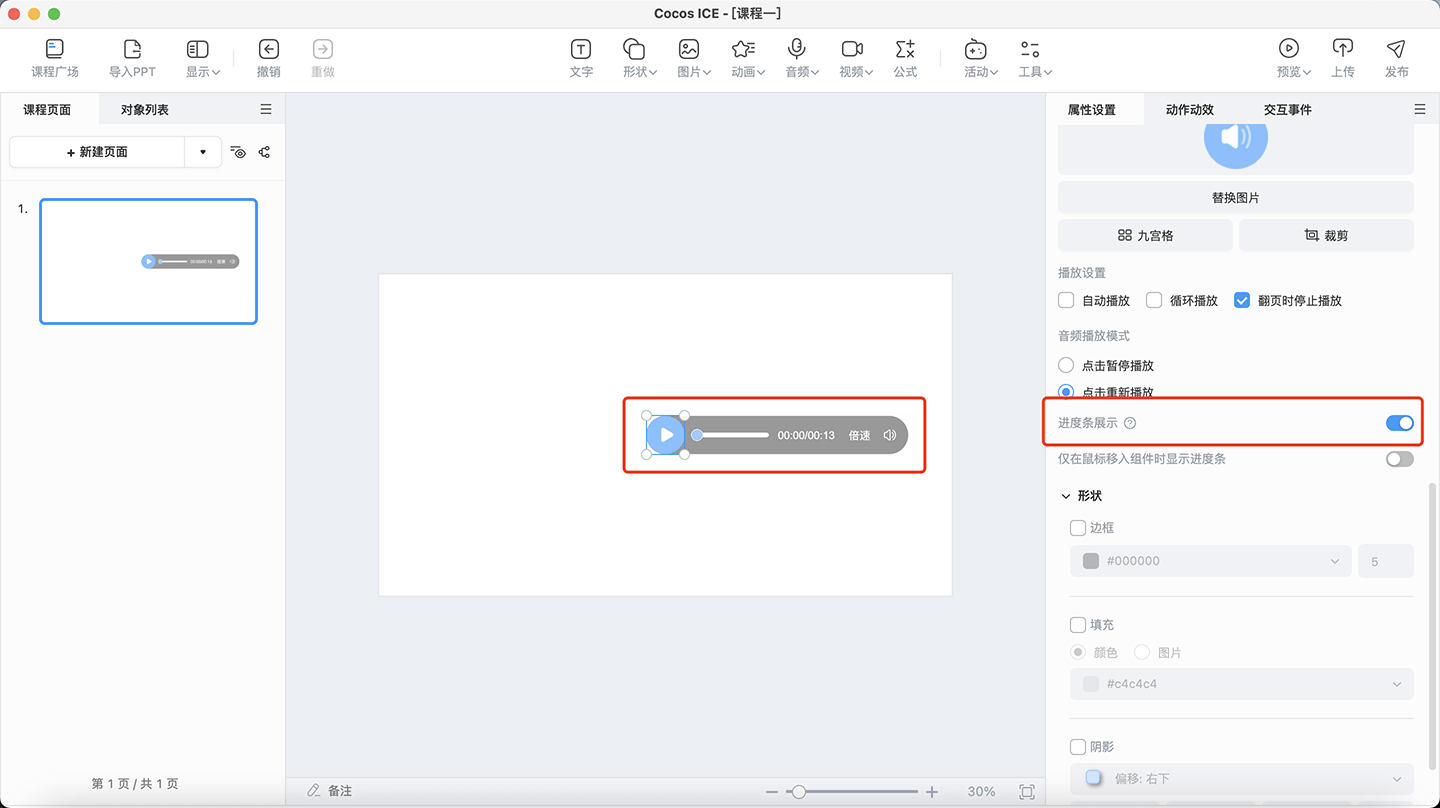 Cocos ICE - [课程一]
课程广场 导入PPT 显示 撤销 重做 文字 形状 图片 动画 音频 视频 公式 活动 工具 预览 上传 发布
课程页面 对象列表
+ 新建页面
1.
00:00/00:13 倍速
第 1 页 / 共 1 页
00:00/00:13 倍速
备注
30%
属性设置 动作动效 交互事件
替换图片
九宫格 裁剪
播放设置
自动播放 循环播放 翻页时停止播放
音频播放模式
点击暂停播放
点击重新播放
进度条展示 ?
仅在鼠标移入组件时显示进度条
形状
边框
#000000 5
填充
颜色 图片
#c4c4c4
阴影
偏移: 右下